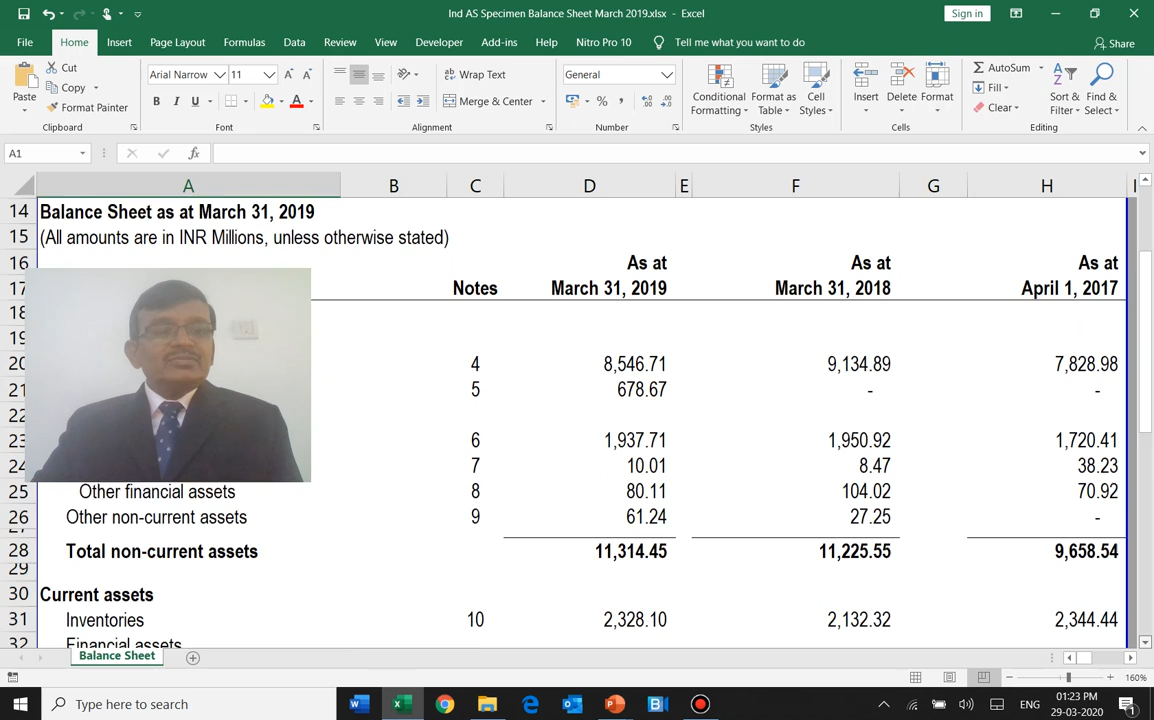 Ind AS Specimen Balance Sheet March 2019.xlsx - Excel
Sign in
File Home Insert Page Layout Formulas Data Review View Developer Add-ins Help Nitro Pro 10 Tell me what you want to do Share
Paste Cut Copy Format Painter Clipboard
Arial Narrow 11 A A B I U A Font
ab Wrap Text Merge & Center Alignment
General % , Number
Conditional Formatting Format as Table Cell Styles Styles
Insert Delete Format Cells
AutoSum Fill Clear Sort & Filter Find & Select Editing
A1 fx
A B C D E F G H I
14 Balance Sheet as at March 31, 2019
15 (All amounts are in INR Millions, unless otherwise stated)
16 As at As at As at
17 Notes March 31, 2019 March 31, 2018 April 1, 2017
18
19
20 4 8,546.71 9,134.89 7,828.98
21 5 678.67 - -
22
23 6 1,937.71 1,950.92 1,720.41
24 7 10.01 8.47 38.23
25 Other financial assets 8 80.11 104.02 70.92
26 Other non-current assets 9 61.24 27.25 -
27
28 Total non-current assets 11,314.45 11,225.55 9,658.54
29
30 Current assets
31 Inventories 10 2,328.10 2,132.32 2,344.44
32 Financial assets
Balance Sheet
160%
Type here to search
ENG
01:23 PM
29-03-2020
1